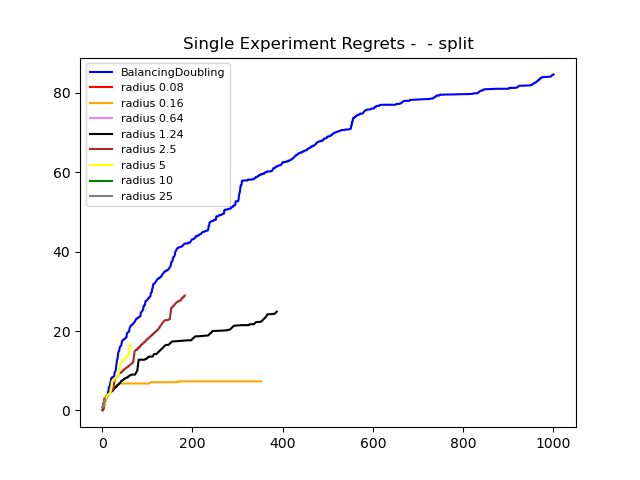 Single Experiment Regrets -  - split
BalancingDoubling
radius 0.08
radius 0.16
radius 0.64
radius 1.24
radius 2.5
radius 5
radius 10
radius 25
80
60
40
20
0
0 200 400 600 800 1000